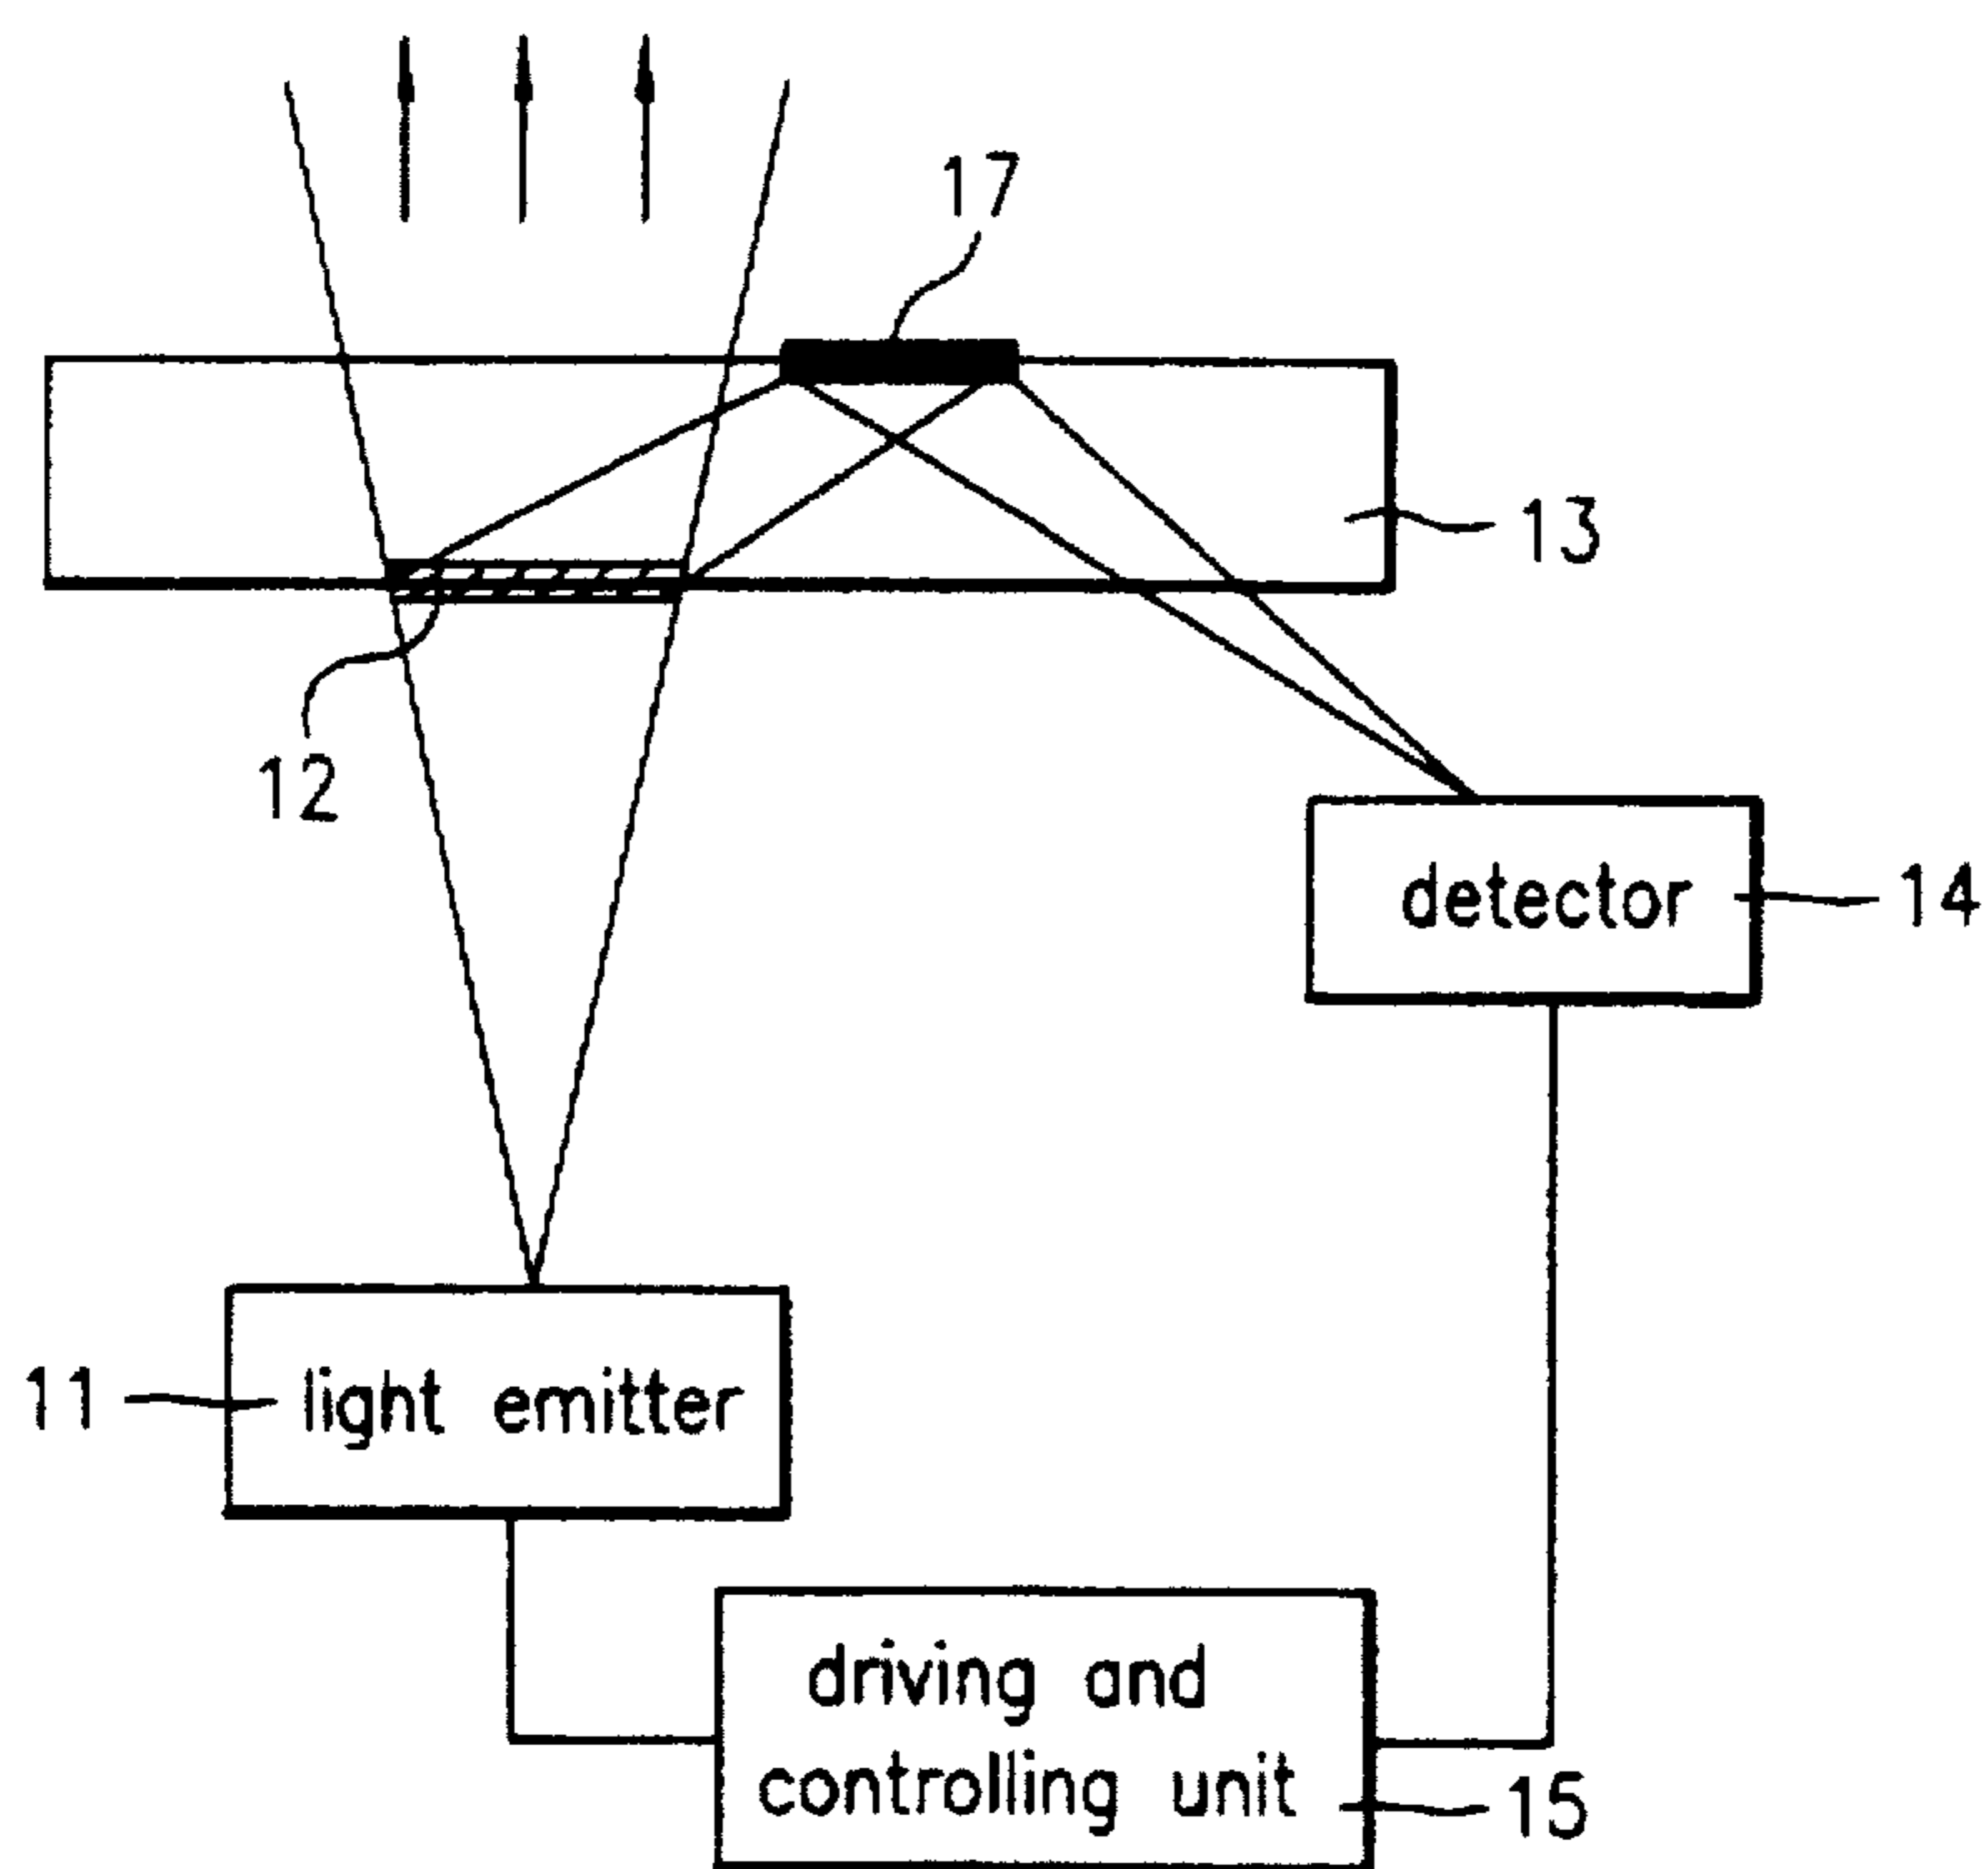 17
13
12
detector
14
11
light emitter
driving and
controlling unit
15